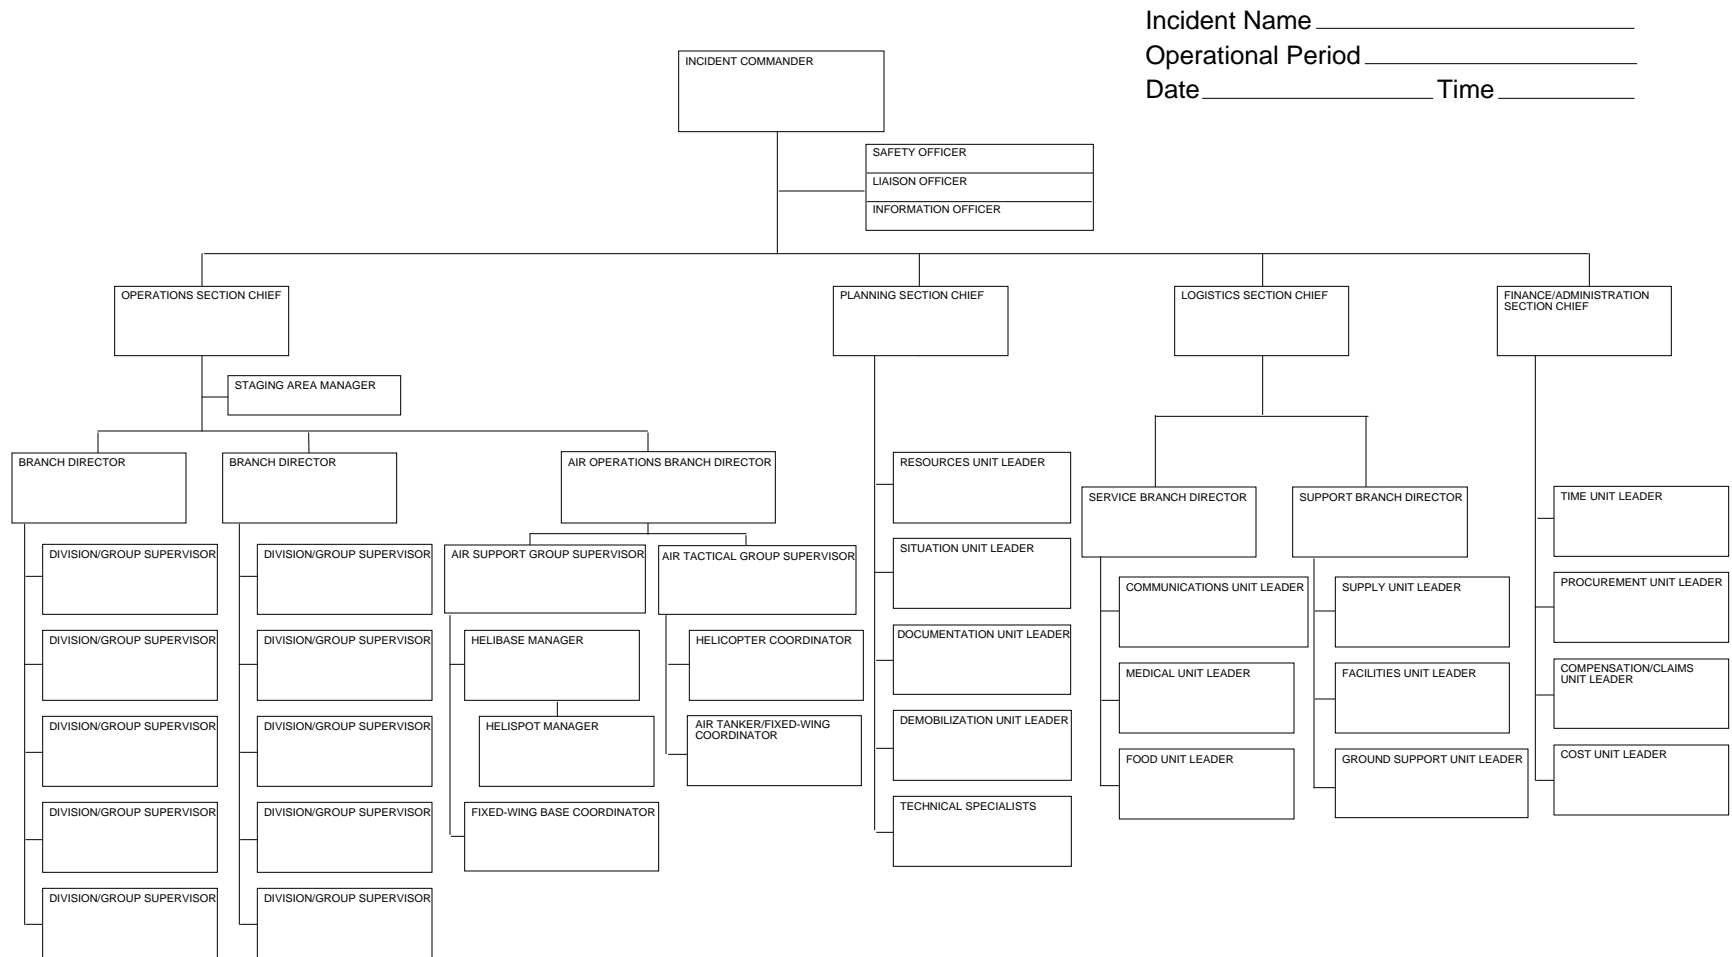 Incident Name
Operational Period
Date Time
INCIDENT COMMANDER
SAFETY OFFICER
LIAISON OFFICER
INFORMATION OFFICER
OPERATIONS SECTION CHIEF
PLANNING SECTION CHIEF
LOGISTICS SECTION CHIEF
FINANCE/ADMINISTRATION
SECTION CHIEF
STAGING AREA MANAGER
BRANCH DIRECTOR
BRANCH DIRECTOR
AIR OPERATIONS BRANCH DIRECTOR
DIVISION/GROUP SUPERVISOR
DIVISION/GROUP SUPERVISOR
DIVISION/GROUP SUPERVISOR
DIVISION/GROUP SUPERVISOR
DIVISION/GROUP SUPERVISOR
DIVISION/GROUP SUPERVISOR
DIVISION/GROUP SUPERVISOR
DIVISION/GROUP SUPERVISOR
DIVISION/GROUP SUPERVISOR
DIVISION/GROUP SUPERVISOR
AIR SUPPORT GROUP SUPERVISOR
HELIBASE MANAGER
HELISPOT MANAGER
FIXED-WING BASE COORDINATOR
AIR TACTICAL GROUP SUPERVISOR
HELICOPTER COORDINATOR
AIR TANKER/FIXED-WING
COORDINATOR
RESOURCES UNIT LEADER
SITUATION UNIT LEADER
DOCUMENTATION UNIT LEADER
DEMOBILIZATION UNIT LEADER
TECHNICAL SPECIALISTS
SERVICE BRANCH DIRECTOR
COMMUNICATIONS UNIT LEADER
MEDICAL UNIT LEADER
FOOD UNIT LEADER
SUPPORT BRANCH DIRECTOR
SUPPLY UNIT LEADER
FACILITIES UNIT LEADER
GROUND SUPPORT UNIT LEADER
TIME UNIT LEADER
PROCUREMENT UNIT LEADER
COMPENSATION/CLAIMS
UNIT LEADER
COST UNIT LEADER